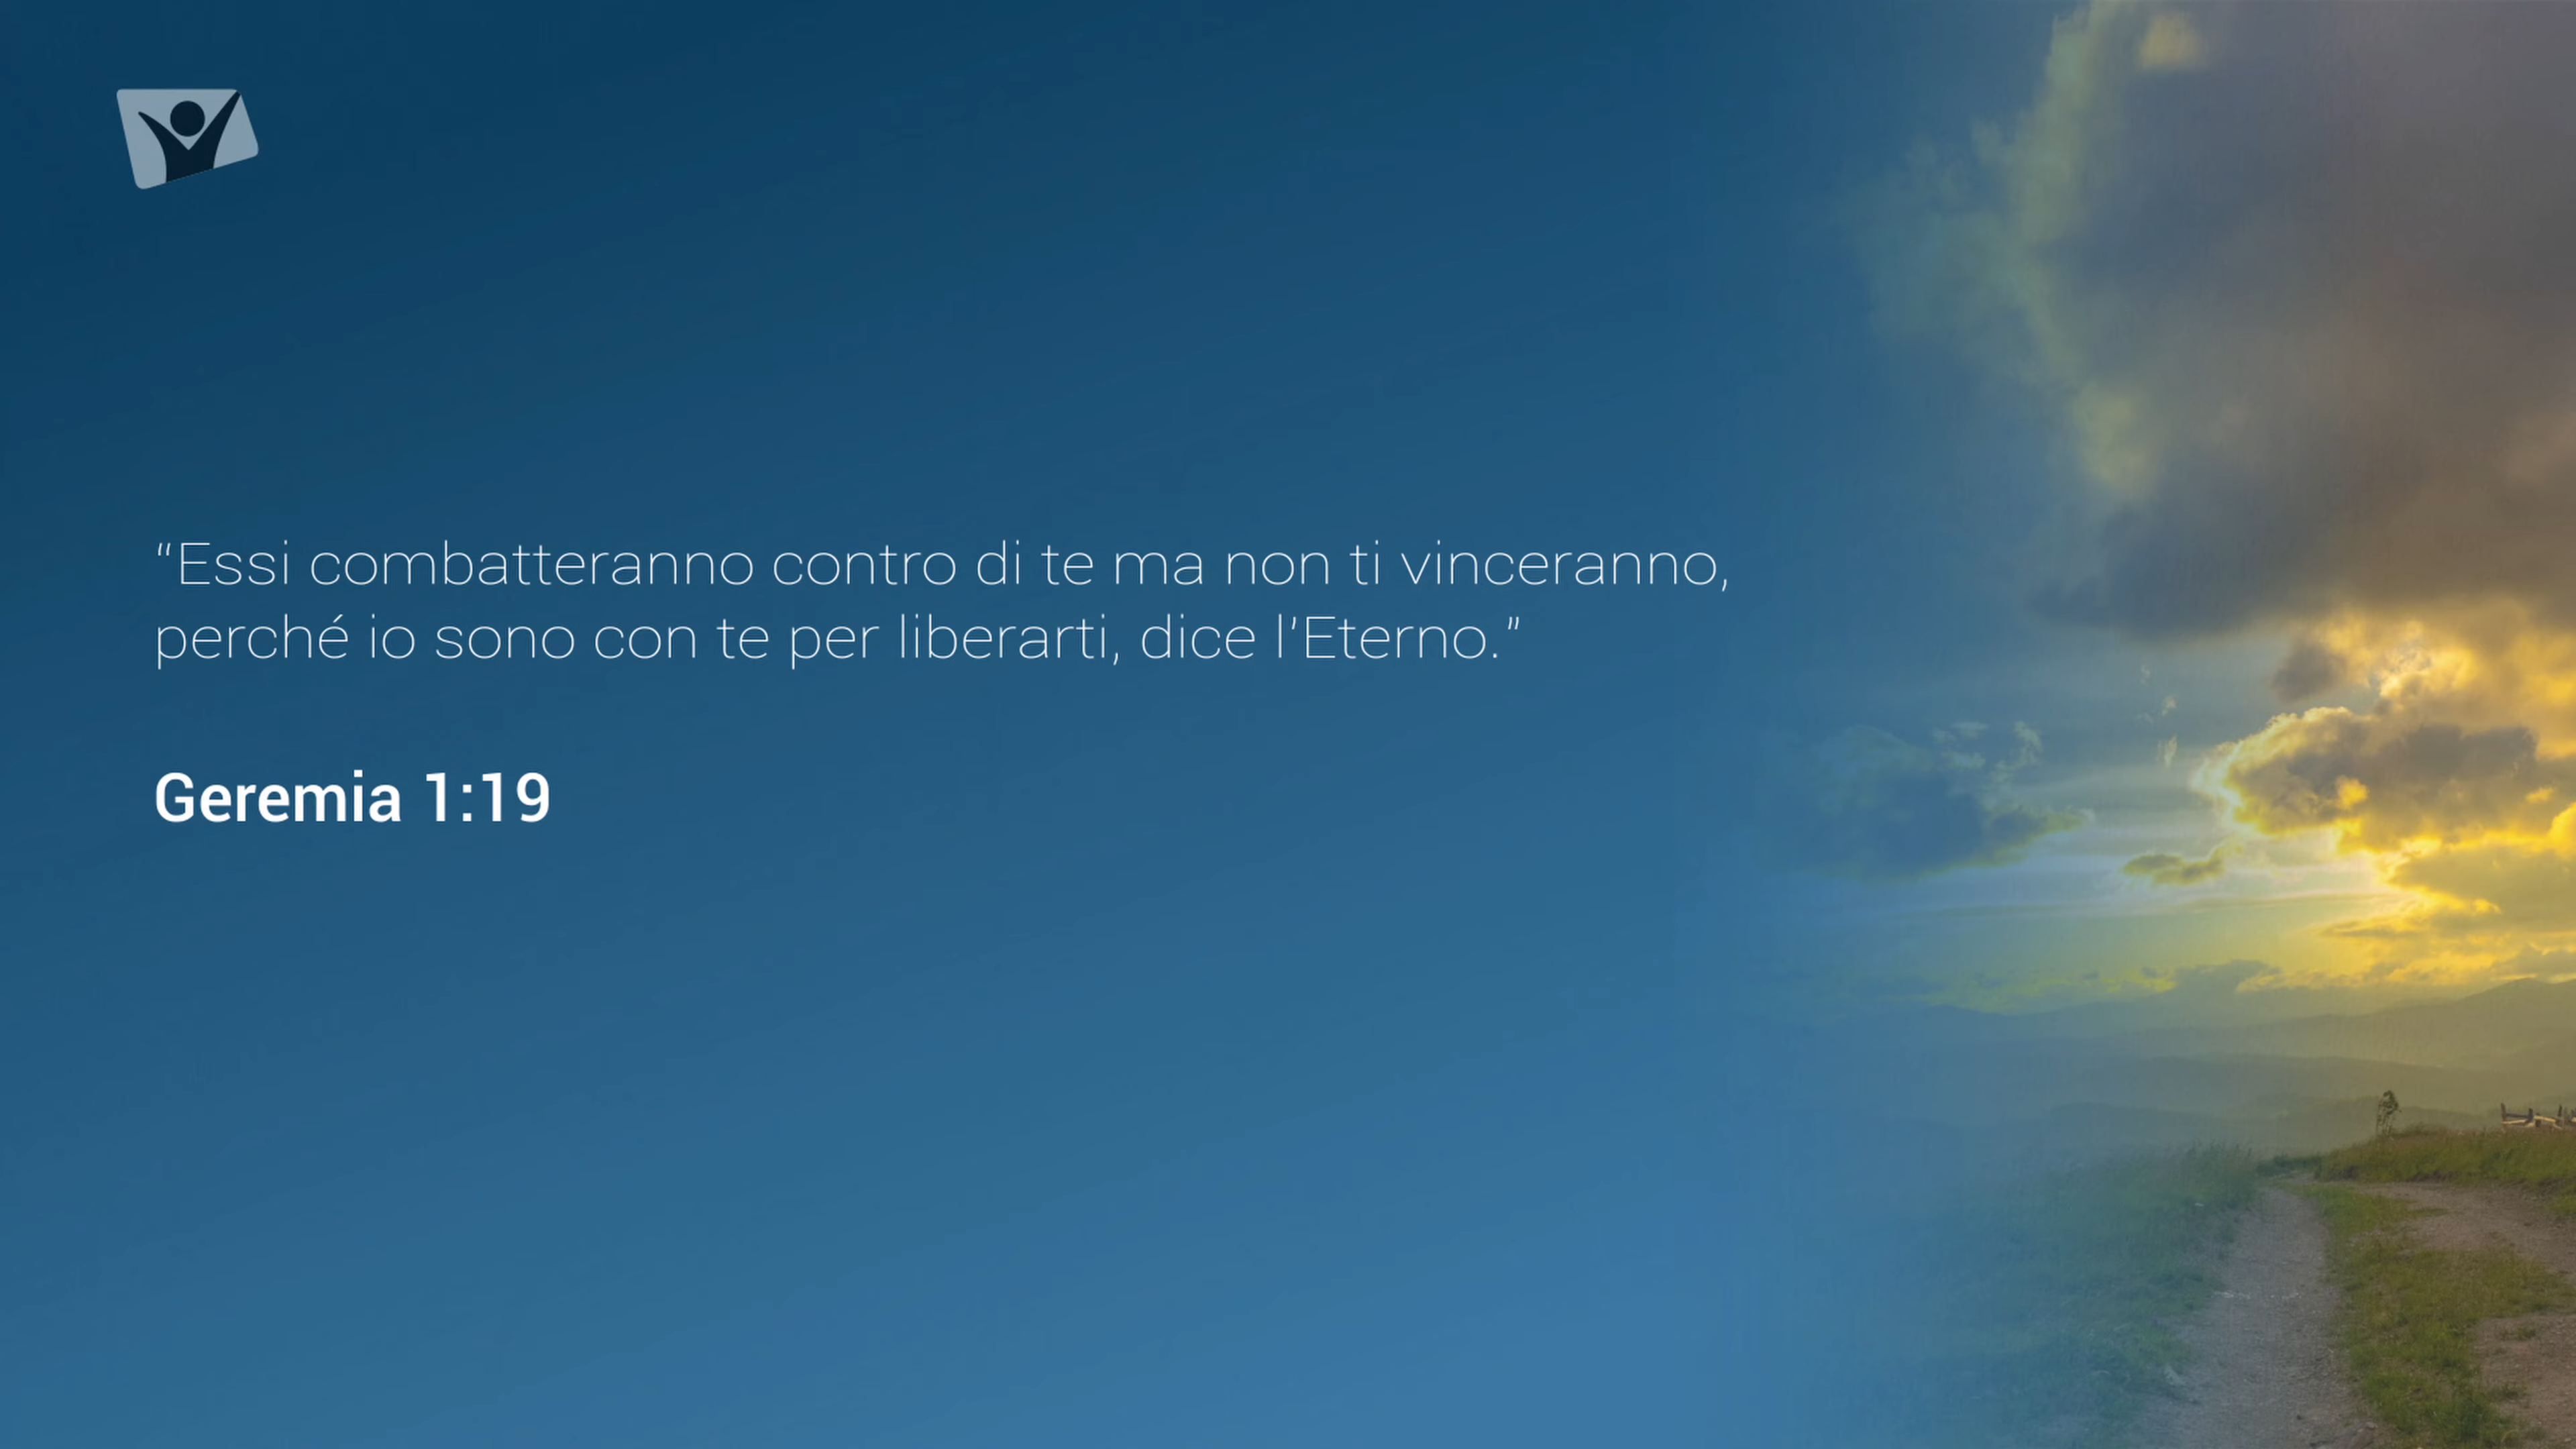 “Essi combatteranno contro di te ma non ti vinceranno,
perché io sono con te per liberarti, dice l’Eterno.”
Geremia 1:19